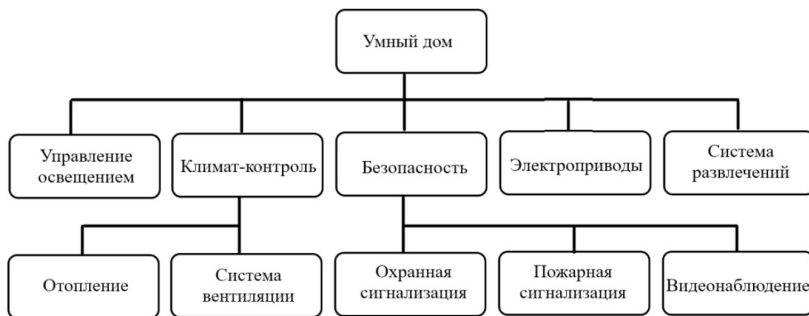 Умный дом
Управление
освещением
Климат-контроль
Безопасность
Электроприводы
Система
развлечений
Отопление
Система
вентиляции
Охранная
сигнализация
Пожарная
сигнализация
Видеонаблюдение